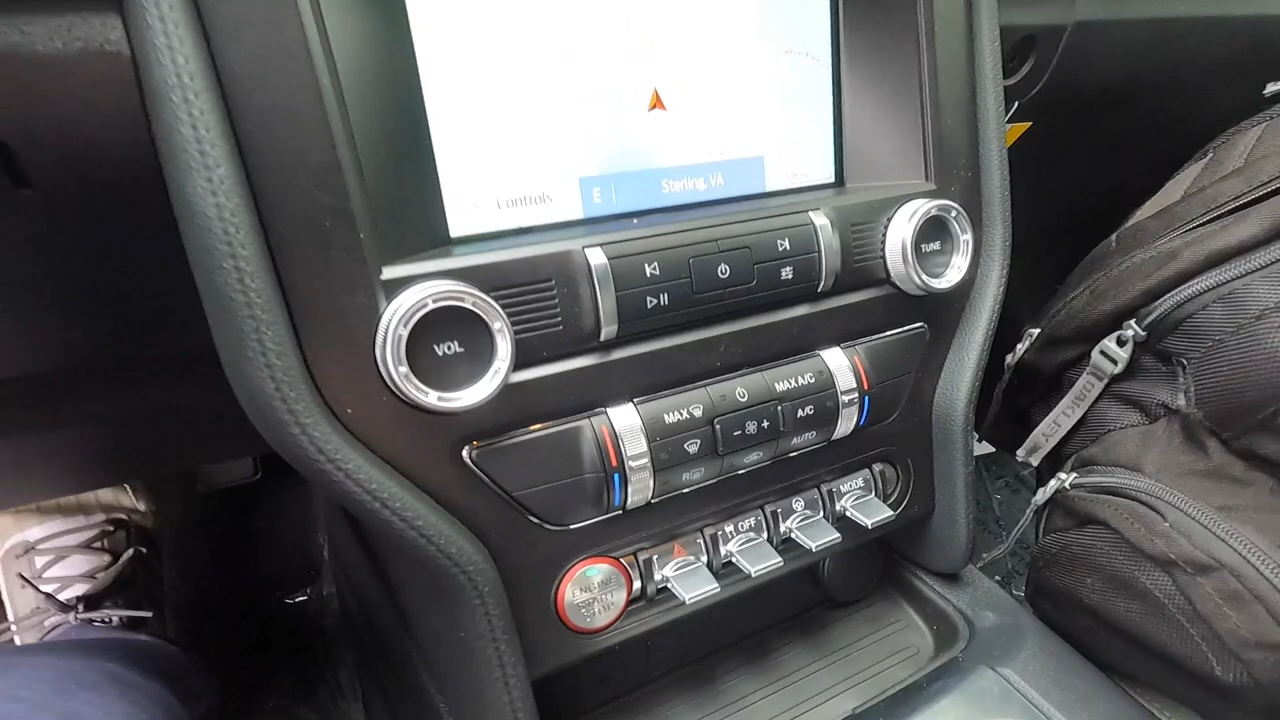 Controls
E
Sterling, VA
TUNE
VOL
MAX
MAX A/C
A/C
AUTO
R
OFF
MODE
ENGINE
START
STOP
OAKLEY